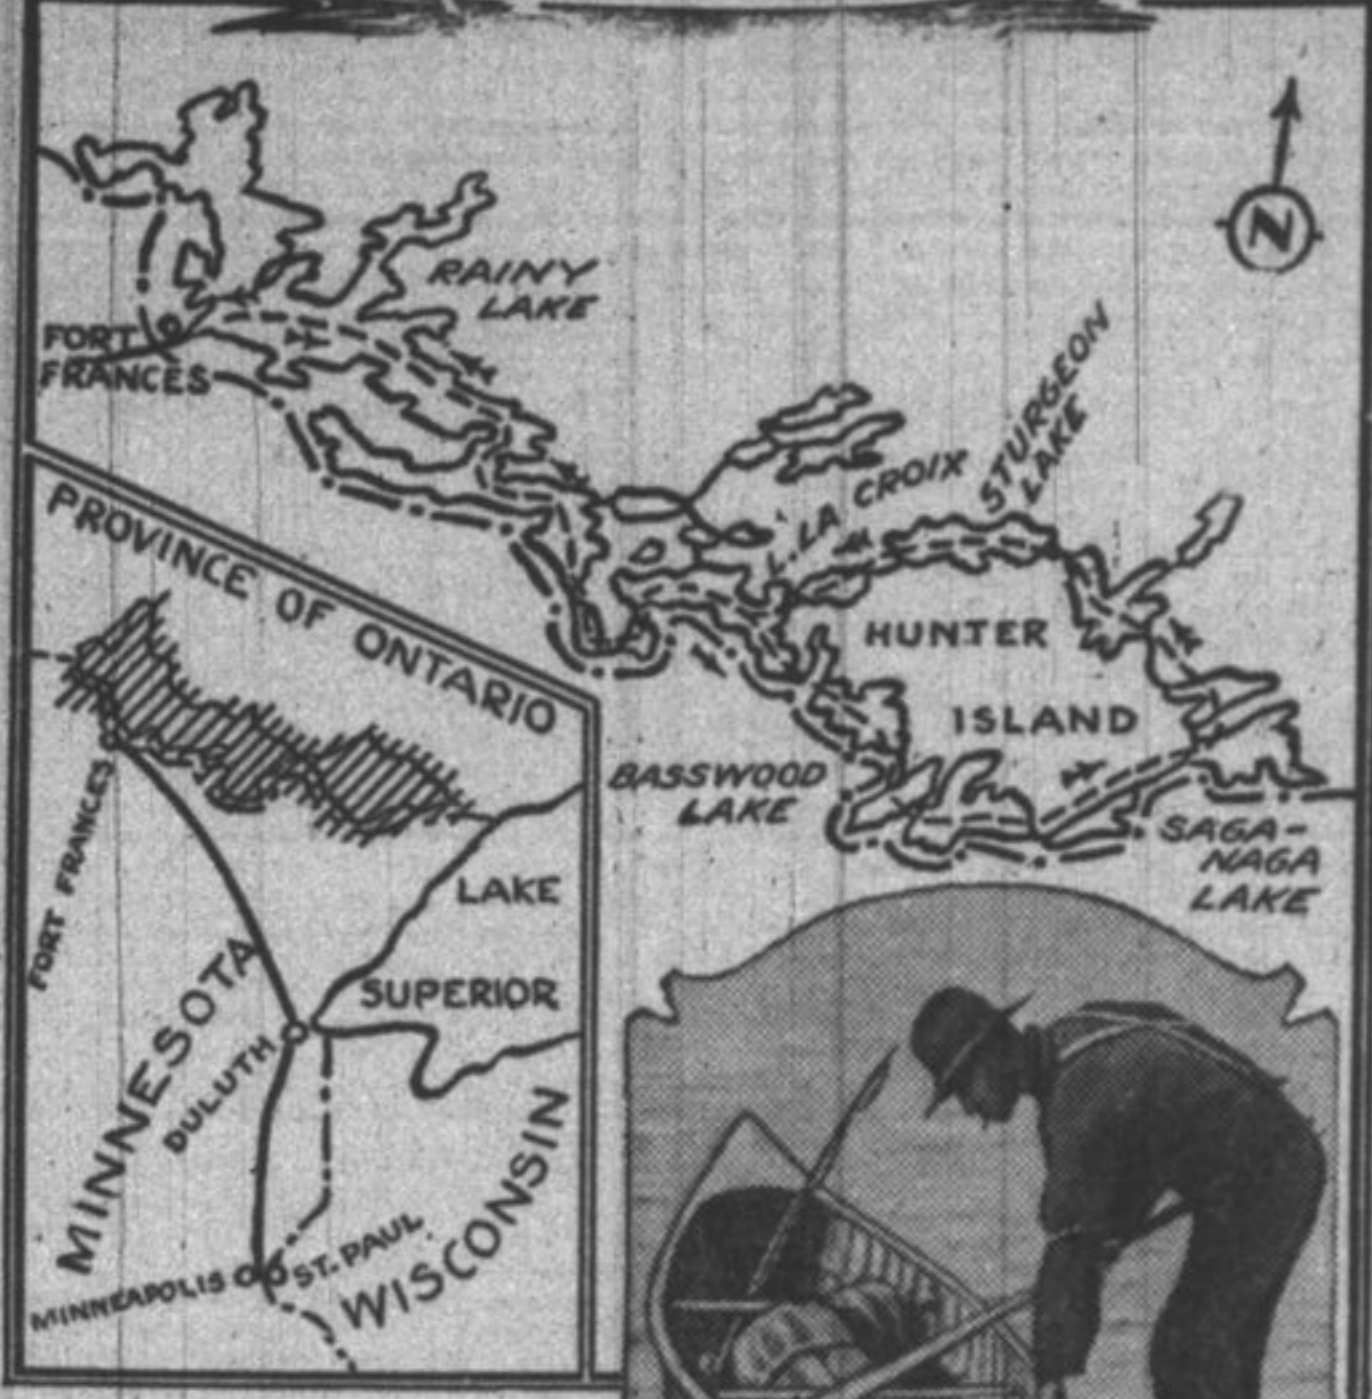 N
RAINY
LAKE
FORT
FRANCES
STURGEON
LAKE
L. LA CROIX
HUNTER
ISLAND
BASSWOOD
LAKE
SAGA-
NAGA
LAKE
PROVINCE OF ONTARIO
FORT FRANCES
LAKE
SUPERIOR
MINNESOTA
DULUTH
WISCONSIN
MINNEAPOLIS
ST. PAUL